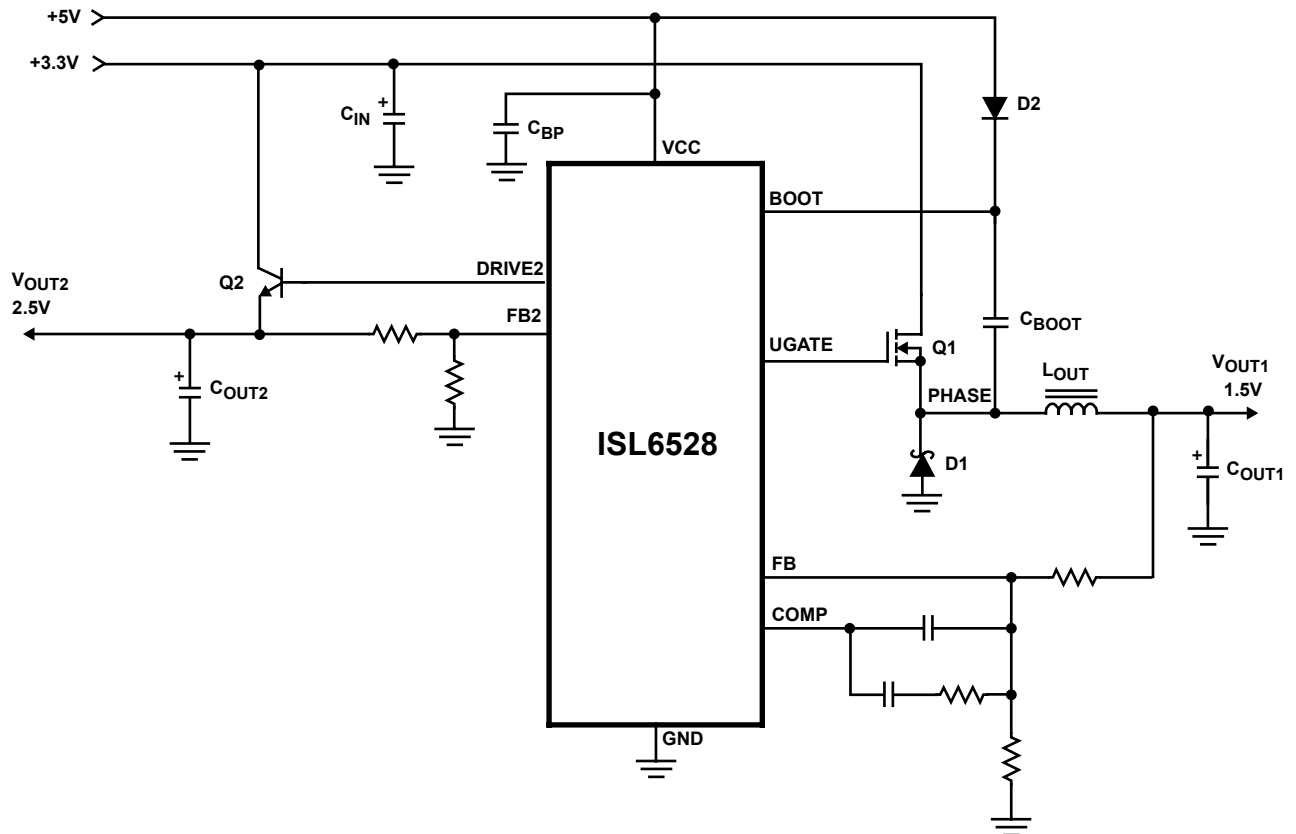 +5V
+3.3V
D2
CIN
+
CBP
VCC
BOOT
DRIVE2
Q2
VOUT2
2.5V
FB2
CBOOT
UGATE
Q1
LOUT
VOUT1
1.5V
PHASE
+
COUT2
ISL6528
D1
+
COUT1
FB
COMP
GND